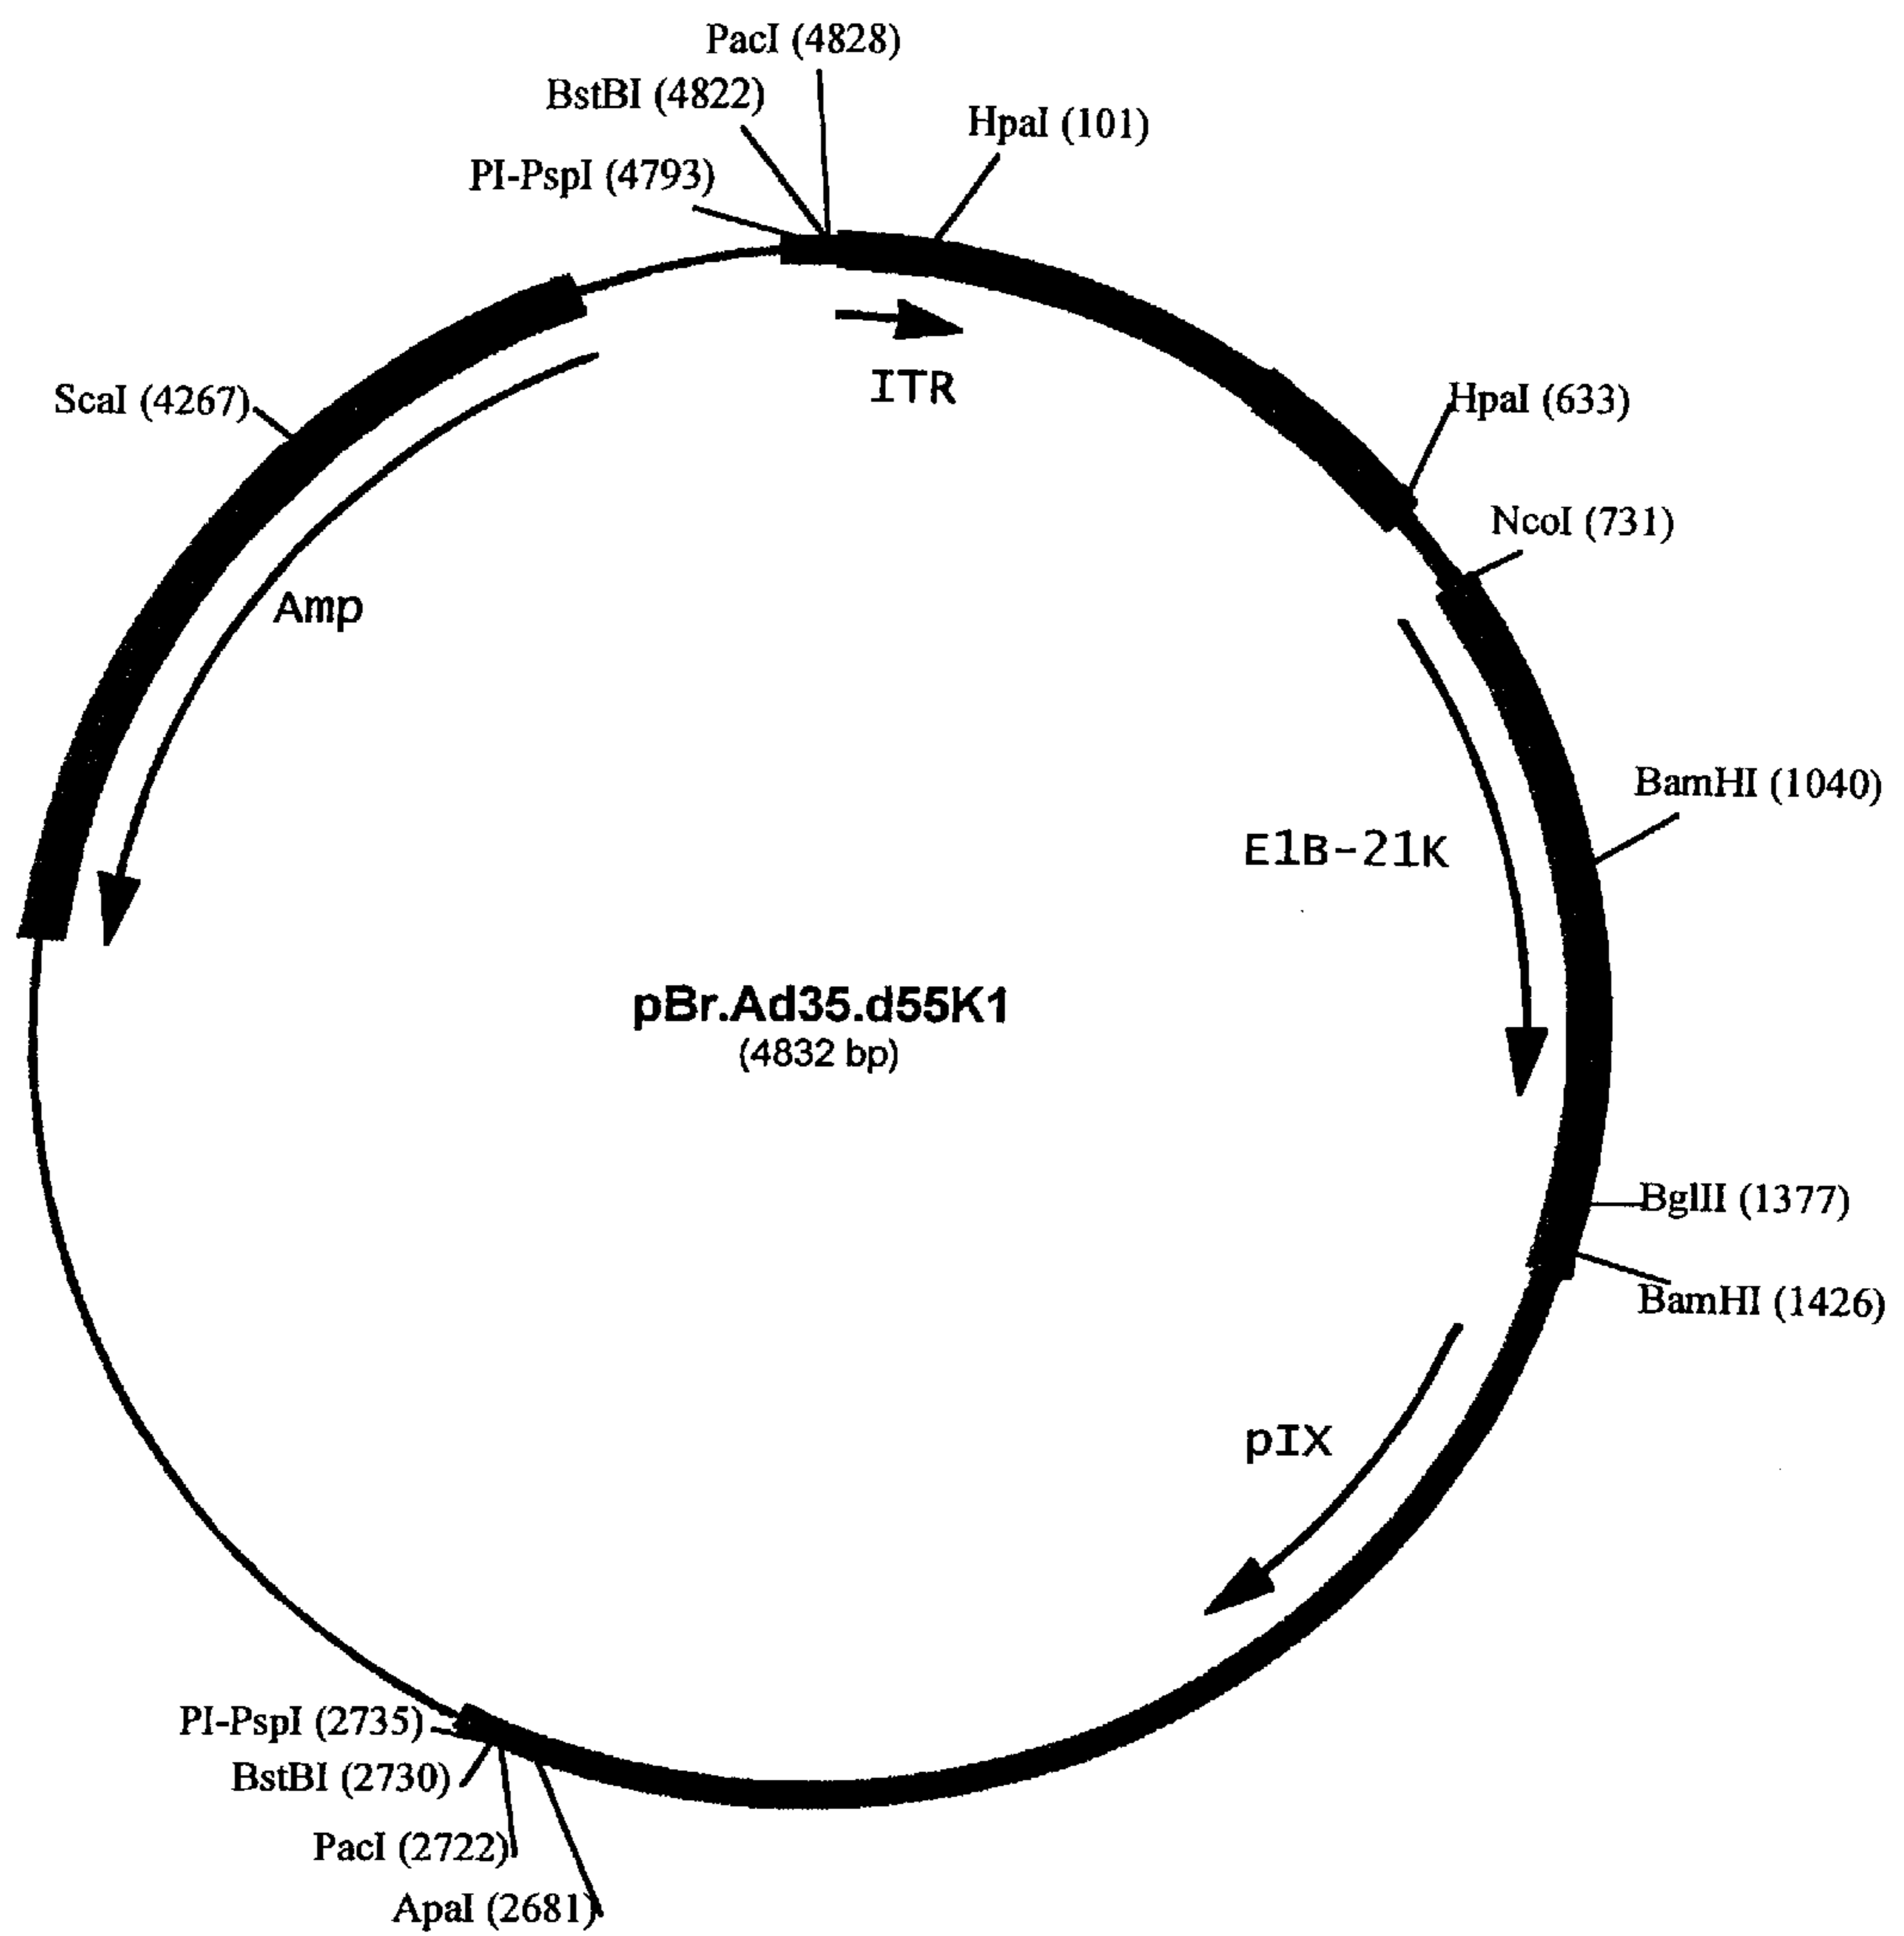 PacI (4828)
BstBI (4822)
HpaI (101)
PI-PspI (4793)
ITR
ScaI (4267)
HpaI (633)
NcoI (731)
Amp
BamHI (1040)
E1B-21K
pBr.Ad35.d55K1
(4832 bp)
BglII (1377)
BamHI (1426)
pIX
PI-PspI (2735)
BstBI (2730)
PacI (2722)
ApaI (2681)